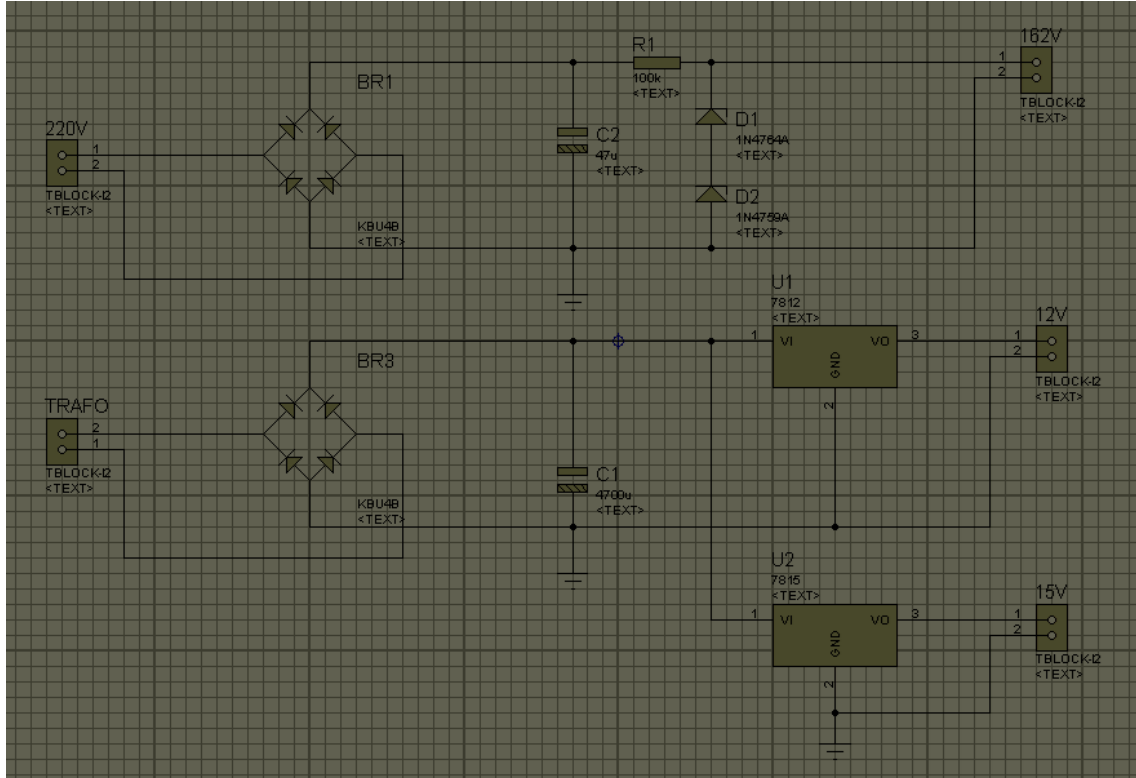 162V
1
2
TBLOCK-I2
<TEXT>
R1
100k
<TEXT>
BR1
KBU4B
<TEXT>
220V
1
2
TBLOCK-I2
<TEXT>
C2
47u
<TEXT>
D1
1N4764A
<TEXT>
D2
1N4759A
<TEXT>
U1
7812
<TEXT>
1
VI
VO
3
GND
2
12V
1
2
TBLOCK-I2
<TEXT>
BR3
KBU4B
<TEXT>
TRAFO
2
1
TBLOCK-I2
<TEXT>
C1
4700u
<TEXT>
U2
7815
<TEXT>
1
VI
VO
3
GND
2
15V
1
2
TBLOCK-I2
<TEXT>